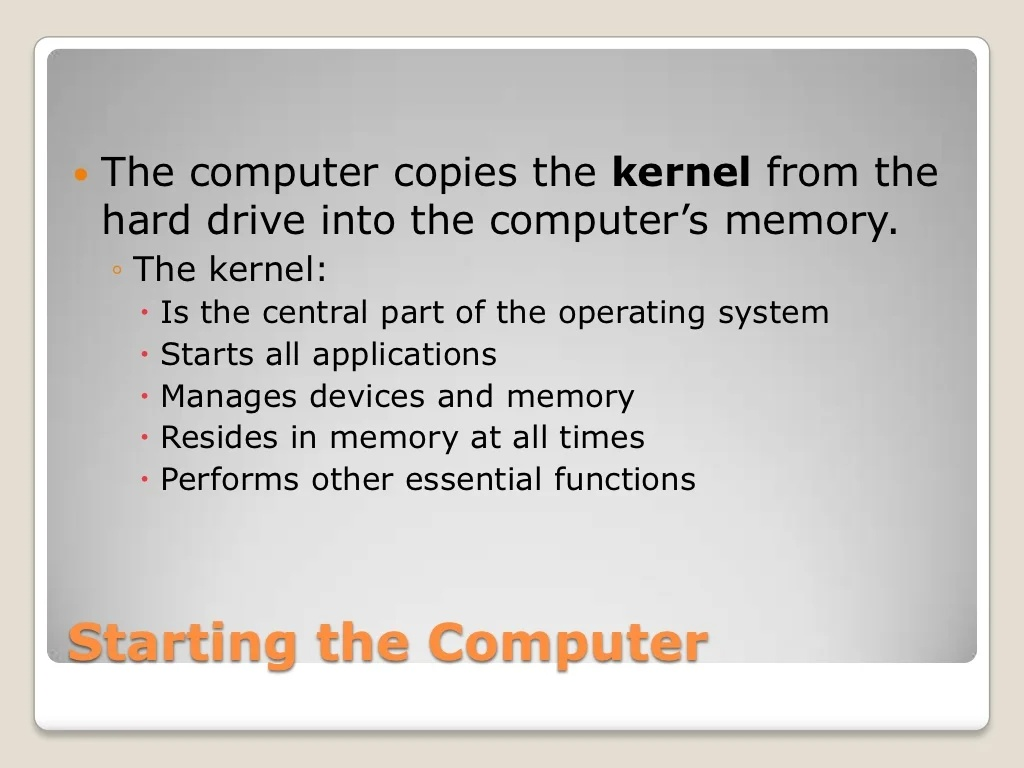 The computer copies the kernel from the
hard drive into the computer’s memory.
The kernel:
Is the central part of the operating system
Starts all applications
Manages devices and memory
Resides in memory at all times
Performs other essential functions
Starting the Computer